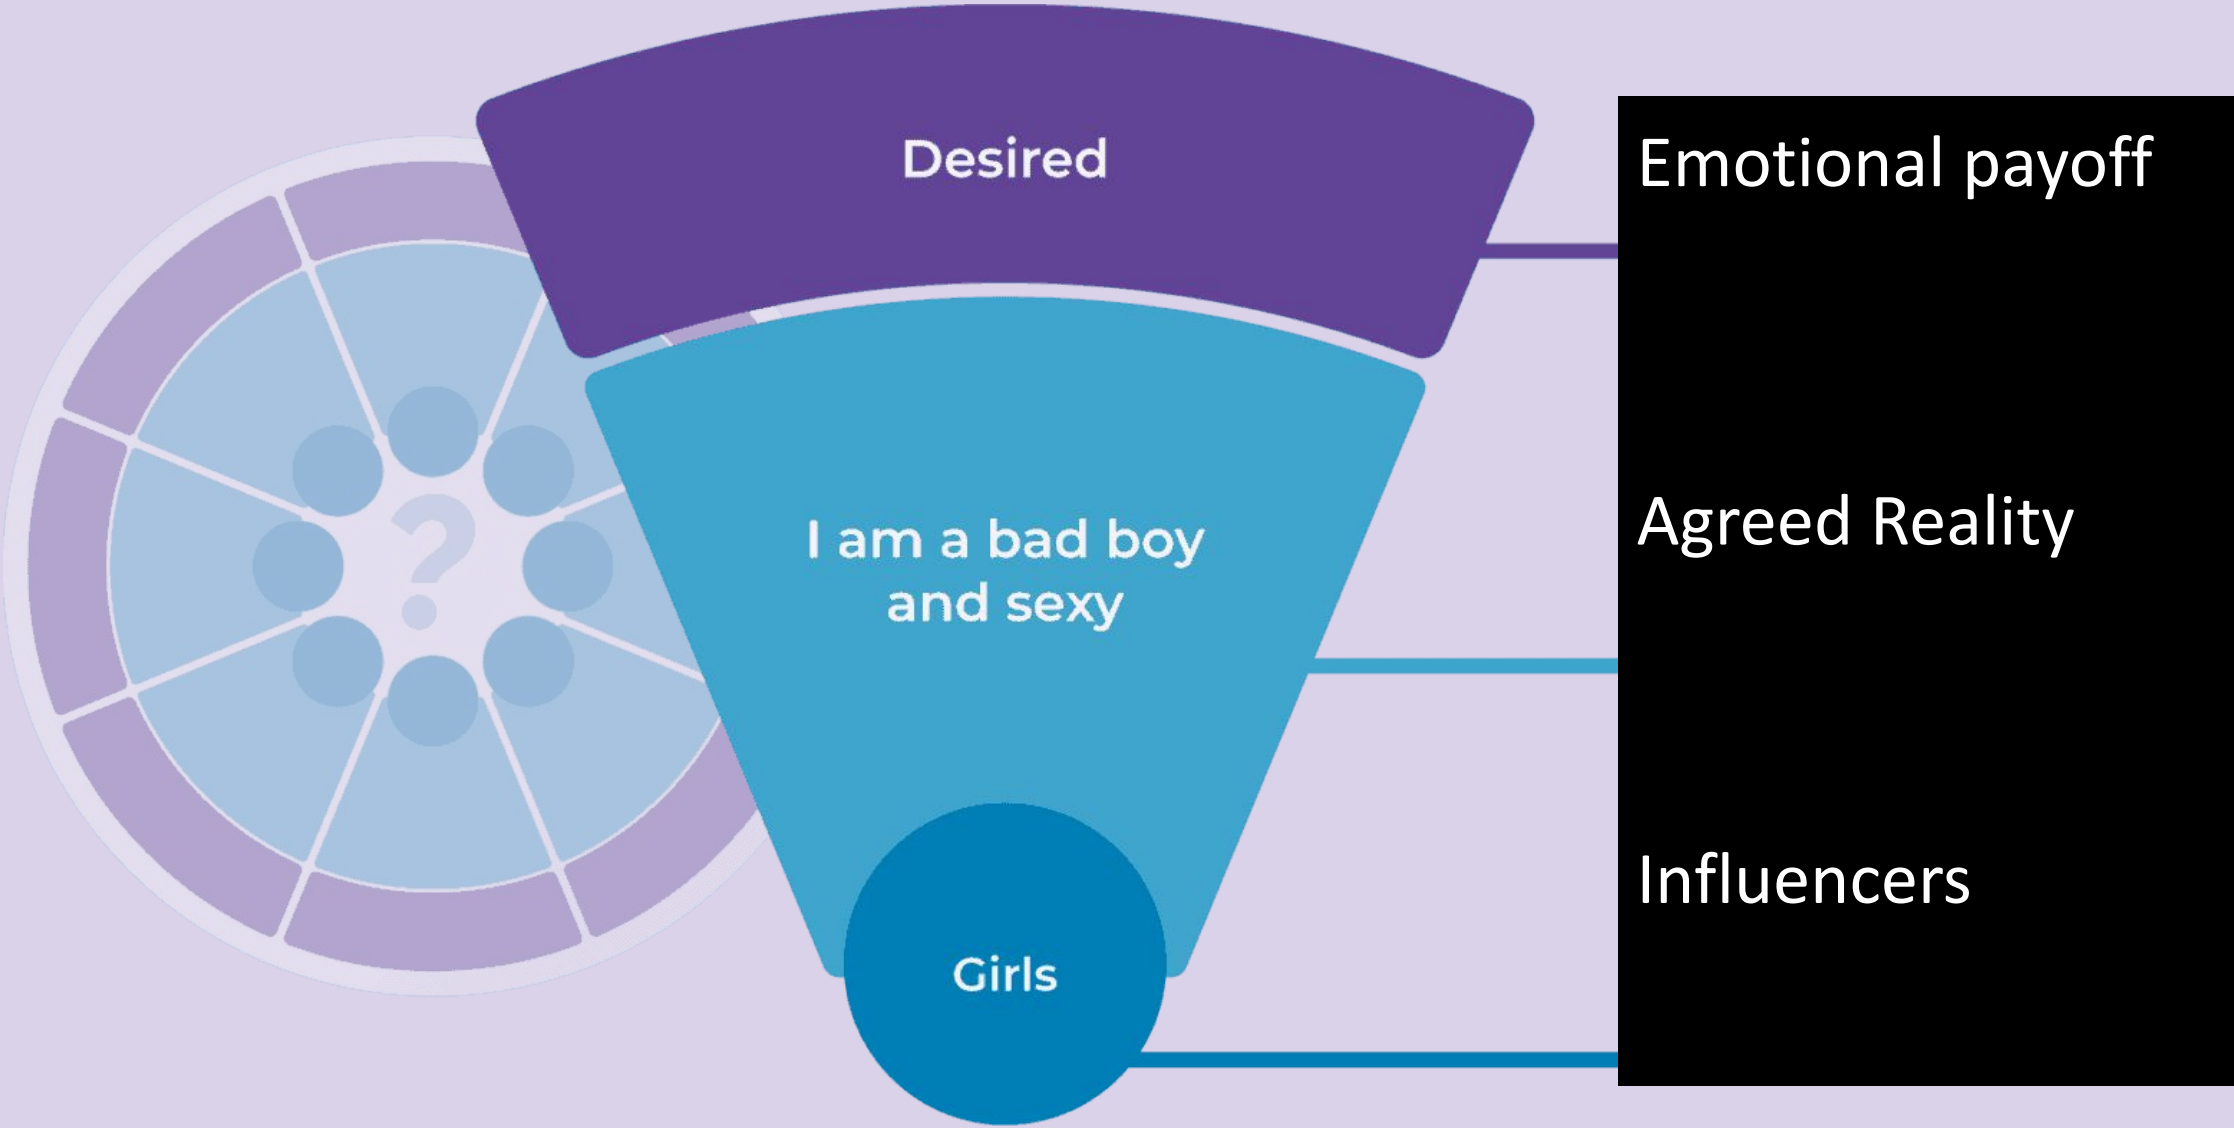 Desired
Emotional payoff
I am a bad boy
and sexy
Agreed Reality
?
Girls
Influencers